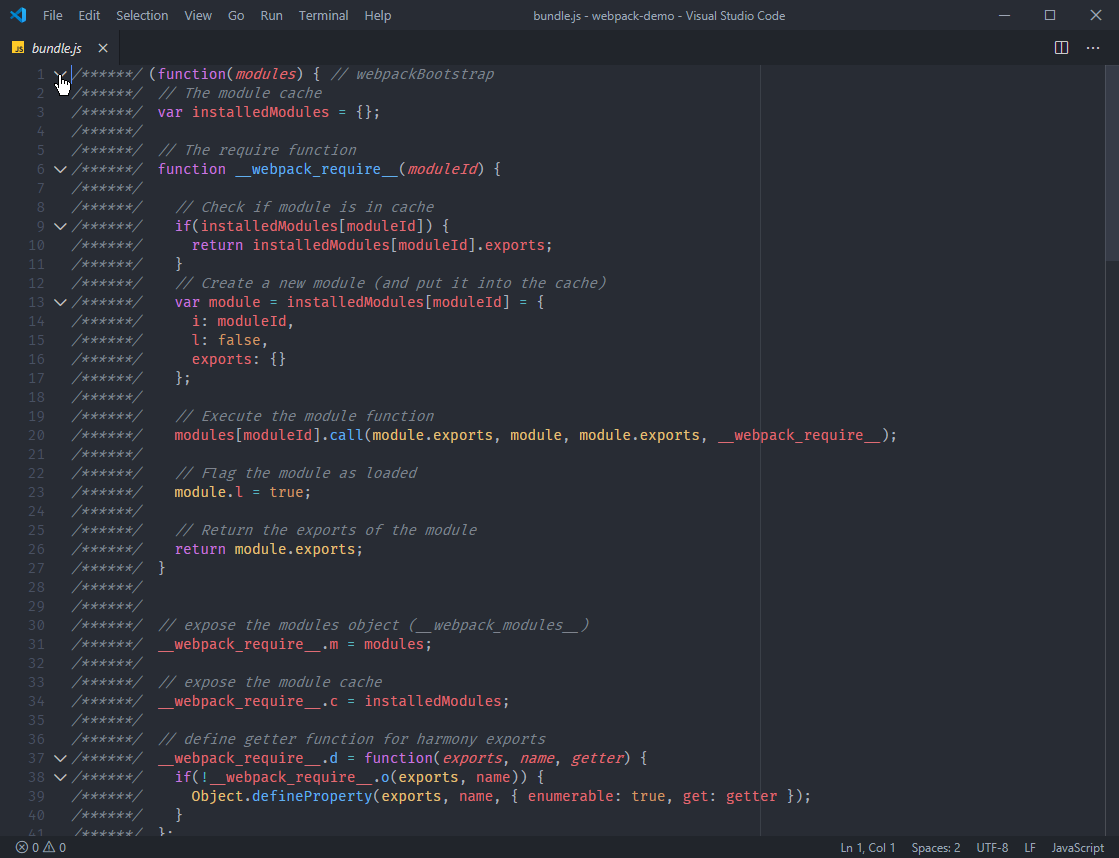 File Edit Selection View Go Run Terminal Help bundle.js - webpack-demo - Visual Studio Code
JS bundle.js
1 /******/ (function(modules) { // webpackBootstrap
2 /******/ // The module cache
3 /******/ var installedModules = {};
4 /******/
5 /******/ // The require function
6 /******/ function __webpack_require__(moduleId) {
7 /******/
8 /******/ // Check if module is in cache
9 /******/ if(installedModules[moduleId]) {
10 /******/ return installedModules[moduleId].exports;
11 /******/ }
12 /******/ // Create a new module (and put it into the cache)
13 /******/ var module = installedModules[moduleId] = {
14 /******/ i: moduleId,
15 /******/ l: false,
16 /******/ exports: {}
17 /******/ };
18 /******/
19 /******/ // Execute the module function
20 /******/ modules[moduleId].call(module.exports, module, module.exports, __webpack_require__);
21 /******/
22 /******/ // Flag the module as loaded
23 /******/ module.l = true;
24 /******/
25 /******/ // Return the exports of the module
26 /******/ return module.exports;
27 /******/ }
28 /******/
29 /******/
30 /******/ // expose the modules object (__webpack_modules__)
31 /******/ __webpack_require__.m = modules;
32 /******/
33 /******/ // expose the module cache
34 /******/ __webpack_require__.c = installedModules;
35 /******/
36 /******/ // define getter function for harmony exports
37 /******/ __webpack_require__.d = function(exports, name, getter) {
38 /******/ if(!__webpack_require__.o(exports, name)) {
39 /******/ Object.defineProperty(exports, name, { enumerable: true, get: getter });
40 /******/ }
41 /******/ };
0 0 Ln 1, Col 1 Spaces: 2 UTF-8 LF JavaScript